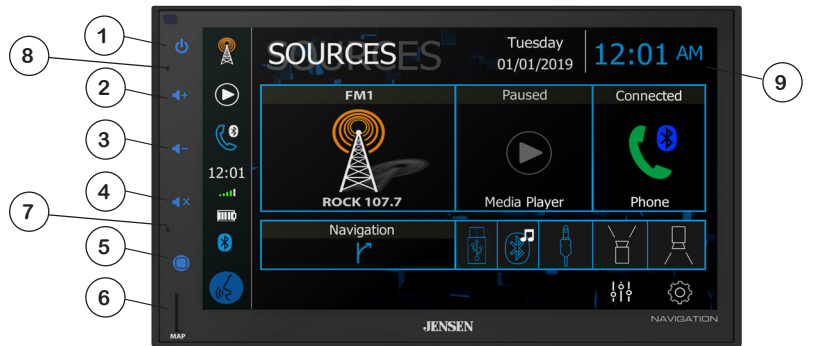 1
8
2
3
4
7
5
6
9
12:01
MAP
SOURCES
SOURCES
Tuesday
01/01/2019
12:01 AM
FM1
ROCK 107.7
Paused
Media Player
Connected
Phone
Navigation
JENSEN
NAVIGATION